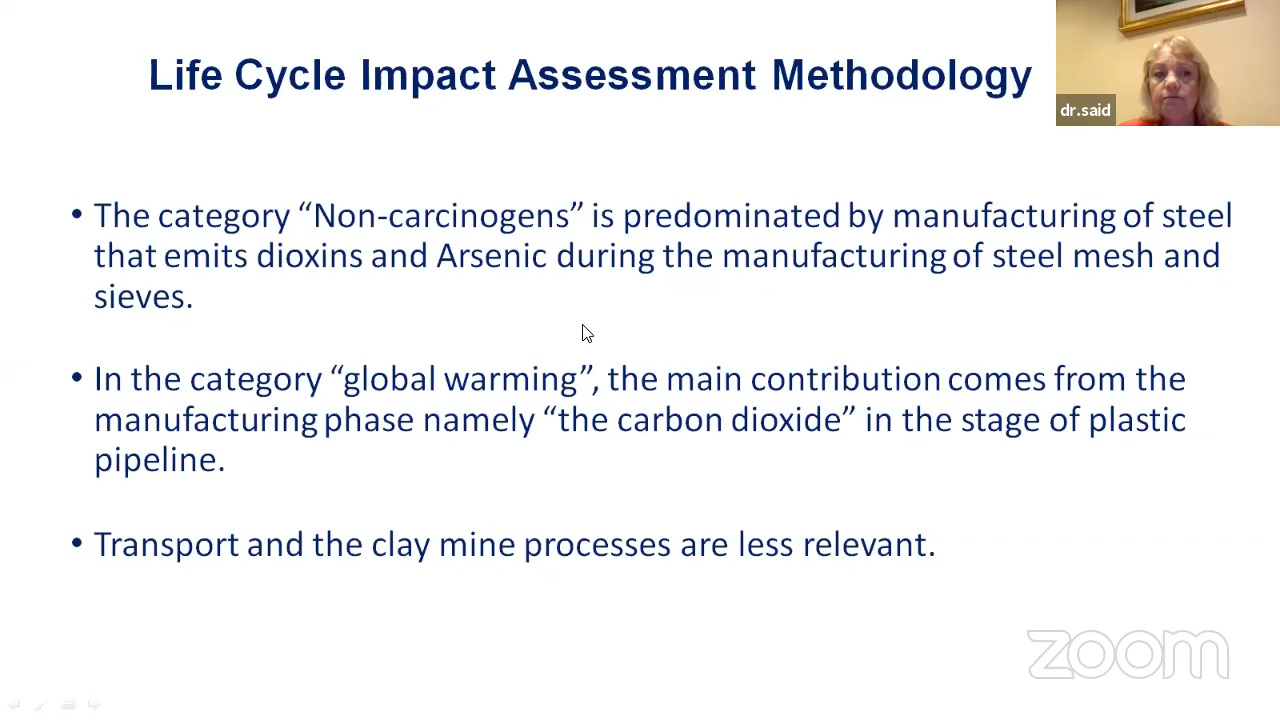 Life Cycle Impact Assessment Methodology
dr.said
• The category “Non-carcinogens” is predominated by manufacturing of steel
that emits dioxins and Arsenic during the manufacturing of steel mesh and
sieves.
• In the category “global warming”, the main contribution comes from the
manufacturing phase namely “the carbon dioxide” in the stage of plastic
pipeline.
• Transport and the clay mine processes are less relevant.
zoom